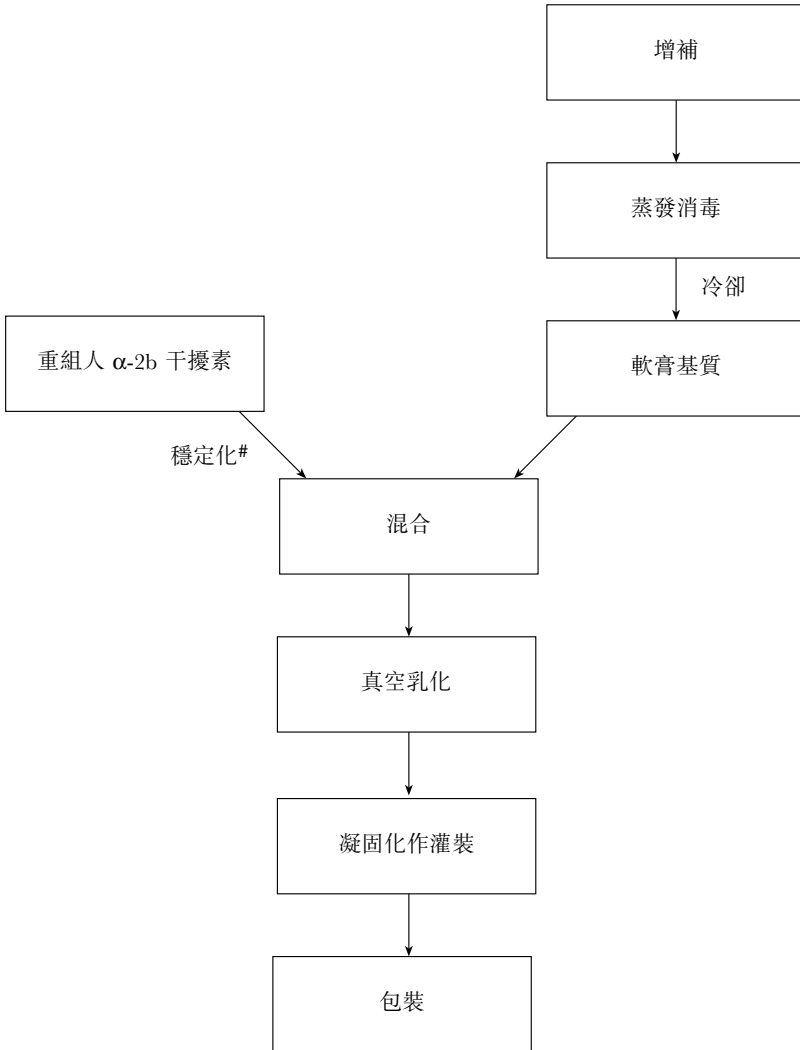 增補
蒸發消毒
冷卻
重組人 α-2b 干擾素
軟膏基質
穩定化#
混合
真空乳化
凝固化作灌裝
包裝